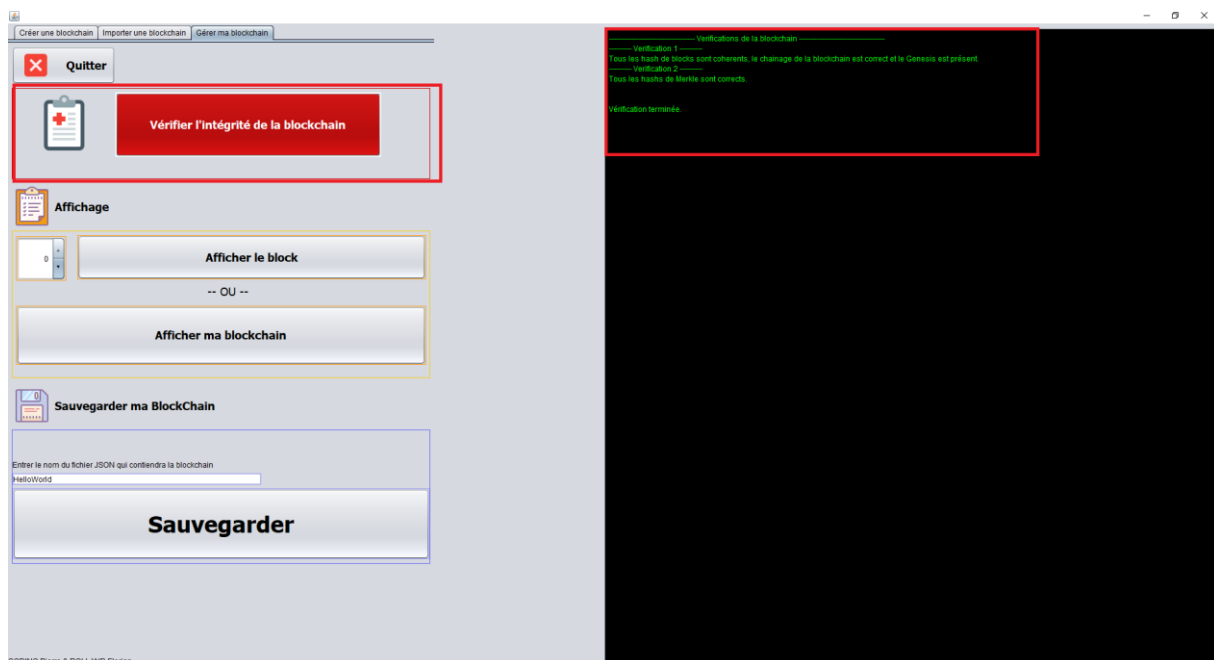 Créer une blockchain Importer une blockchain Gérer ma blockchain
Quitter
Vérifier l'intégrité de la blockchain
Affichage
0
Afficher le block
-- OU --
Afficher ma blockchain
Sauvegarder ma BlockChain
Entrer le nom du fichier JSON qui contiendra la blockchain
HelloWorld
Sauvegarder
---------------------------- Verifications de la blockchain ----------------------------
-------- Verification 1 --------
Tous les hash de blocks sont coherents, le chainage de la blockchain est correct et le Genesis est présent.
-------- Verification 2 --------
Tous les hashs de Merkle sont corrects.
Vérification terminée.